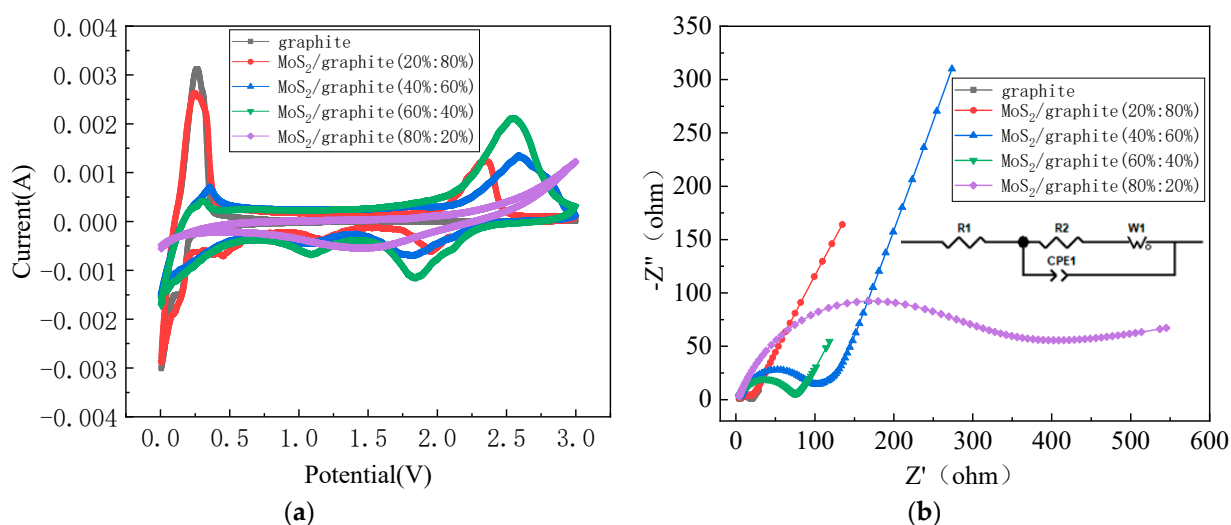 0.004
0.003
0.002
0.001
0.000
-0.001
-0.002
-0.003
-0.004
Current(A)
graphite
MoS2/graphite(20%:80%)
MoS2/graphite(40%:60%)
MoS2/graphite(60%:40%)
MoS2/graphite(80%:20%)
0.0 0.5 1.0 1.5 2.0 2.5 3.0
Potential(V)
(a)
350
300
250
200
150
100
50
0
-Z"(ohm)
graphite
MoS2/graphite(20%:80%)
MoS2/graphite(40%:60%)
MoS2/graphite(60%:40%)
MoS2/graphite(80%:20%)
R1 R2 W1
CPE1
0 100 200 300 400 500 600
Z'(ohm)
(b)